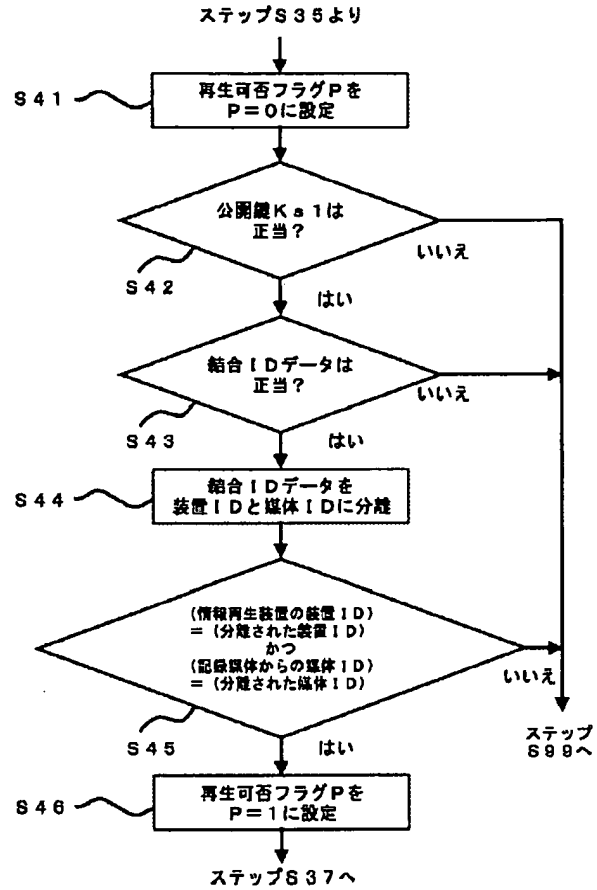 ステップS35より
S41
再生可否フラグPを
P=0に設定
公開鍵Ks1は
正当?
いいえ
S42
はい
結合IDデータは
正当?
いいえ
S43
はい
S44
結合IDデータを
装置IDと媒体IDに分離
(情報再生装置の装置ID)
=(分離された装置ID)
かつ
(記録媒体からの媒体ID)
=(分離された媒体ID)
いいえ
S45
はい
ステップ
S99へ
S46
再生可否フラグPを
P=1に設定
ステップS37へ